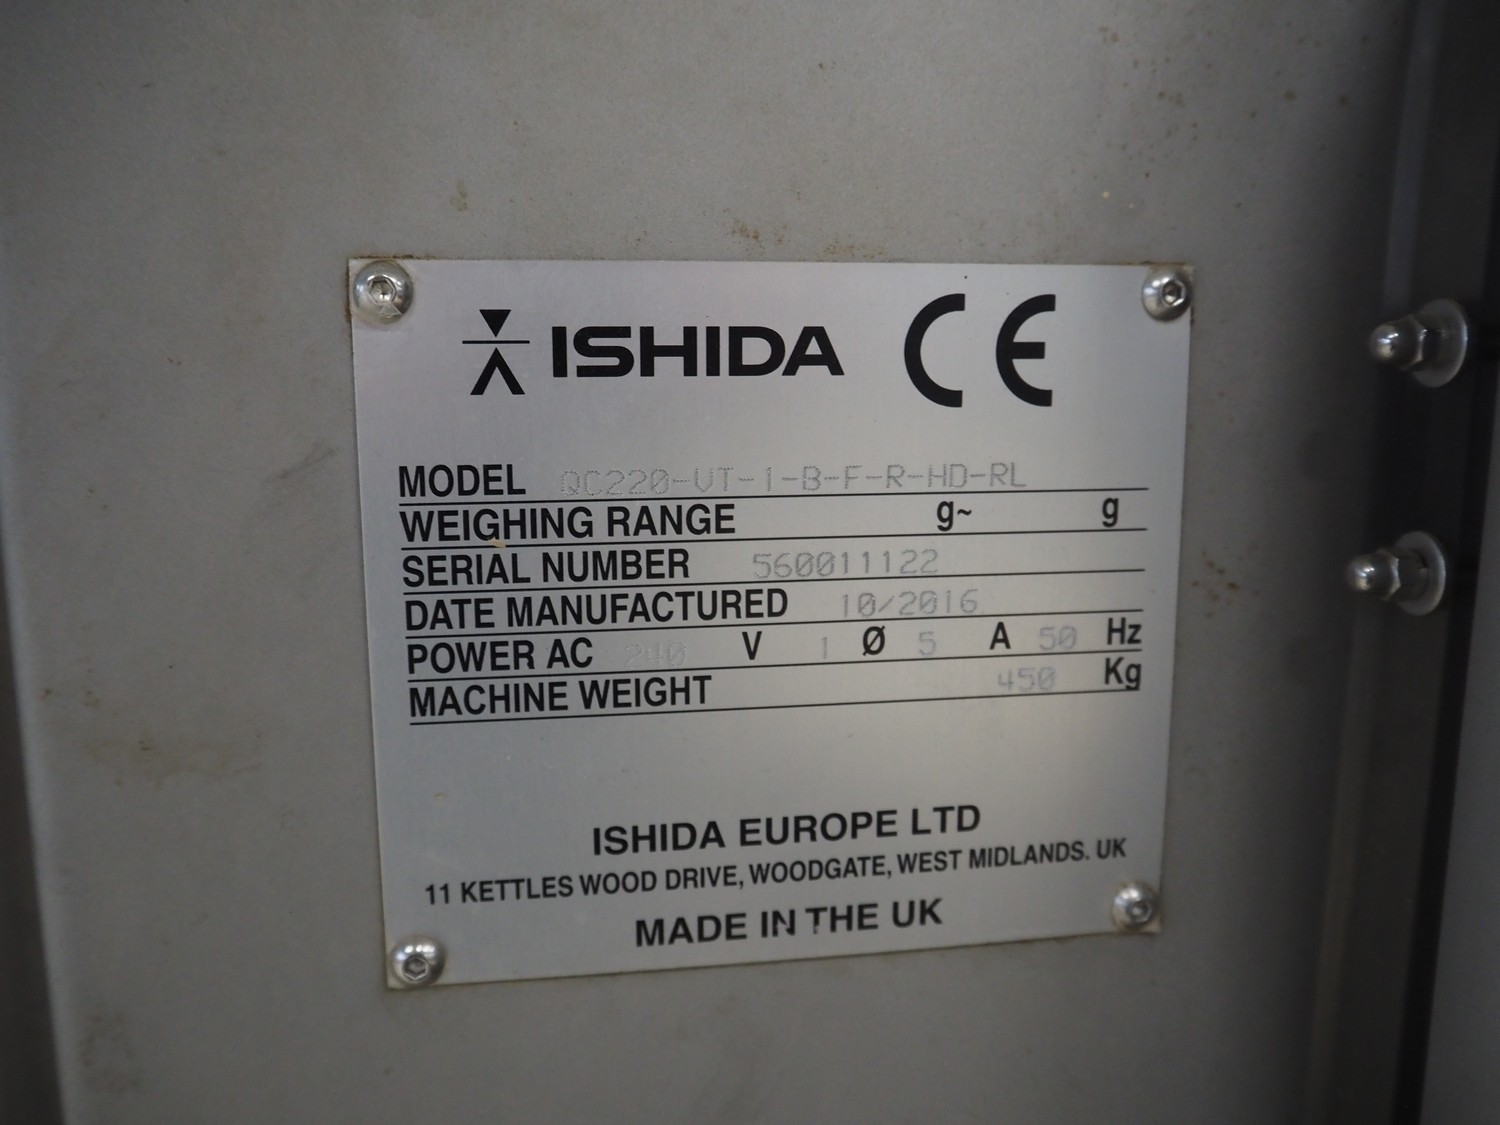 ISHIDA CE
MODEL QC220-VT-1-B-F-R-HD-RL
WEIGHING RANGE g~ g
SERIAL NUMBER 560011122
DATE MANUFACTURED 10/2016
POWER AC 240 V 1 Ø 5 A 50 Hz
MACHINE WEIGHT 450 Kg
ISHIDA EUROPE LTD
11 KETTLES WOOD DRIVE, WOODGATE, WEST MIDLANDS. UK
MADE IN THE UK